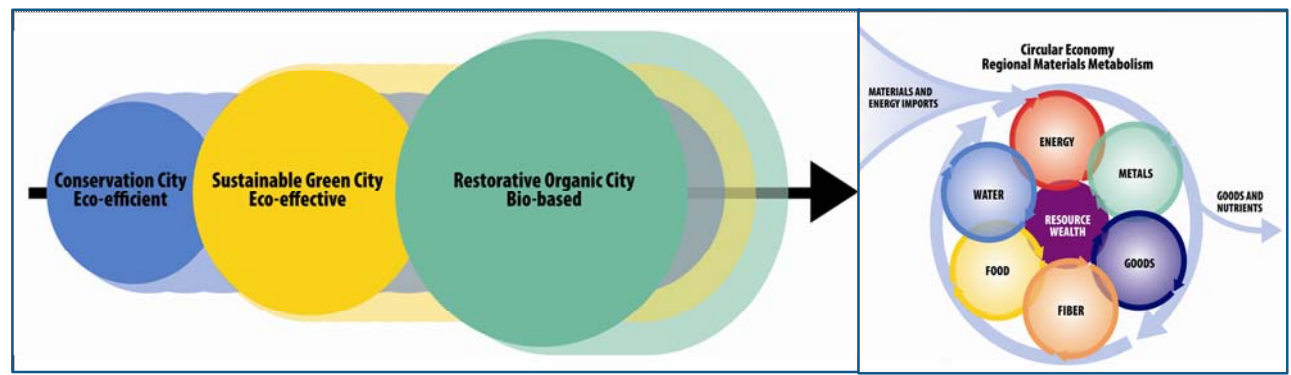 Conservation City
Eco-efficient
Sustainable Green City
Eco-effective
Restorative Organic City
Bio-based
Circular Economy
Regional Materials Metabolism
MATERIALS AND
ENERGY IMPORTS
ENERGY
METALS
WATER
RESOURCE
WEALTH
GOODS AND
NUTRIENTS
FOOD
GOODS
FIBER